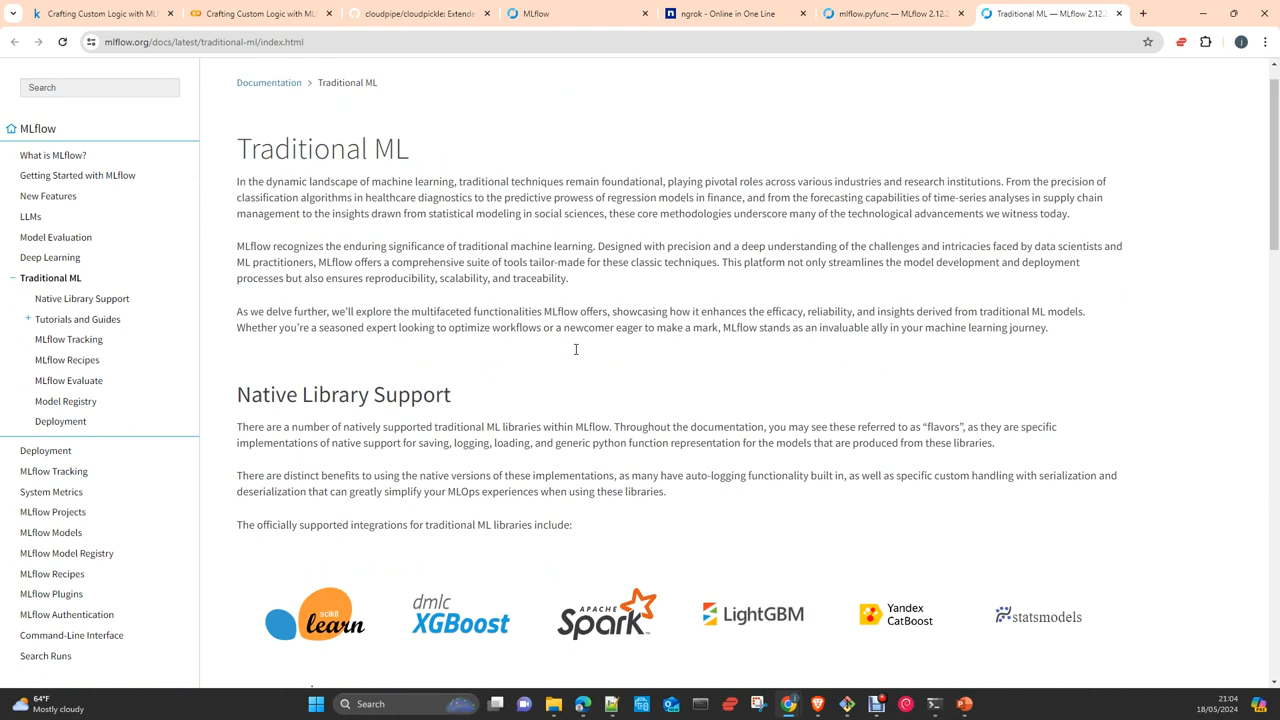 Crafting Custom Logic with ML
Crafting Custom Logic with ML
cloudpipe/cloudpickle: Extende
MLflow
ngrok - Online in One Line
mlflow.pyfunc — MLflow 2.12.2
Traditional ML — MLflow 2.12.2
mlflow.org/docs/latest/traditional-ml/index.html
Search
MLflow
What is MLflow?
Getting Started with MLflow
New Features
LLMs
Model Evaluation
Deep Learning
Traditional ML
Native Library Support
Tutorials and Guides
MLflow Tracking
MLflow Recipes
MLflow Evaluate
Model Registry
Deployment
Deployment
MLflow Tracking
System Metrics
MLflow Projects
MLflow Models
MLflow Model Registry
MLflow Recipes
MLflow Plugins
MLflow Authentication
Command-Line Interface
Search Runs
Documentation > Traditional ML
Traditional ML
In the dynamic landscape of machine learning, traditional techniques remain foundational, playing pivotal roles across various industries and research institutions. From the precision of
classification algorithms in healthcare diagnostics to the predictive prowess of regression models in finance, and from the forecasting capabilities of time-series analyses in supply chain
management to the insights drawn from statistical modeling in social sciences, these core methodologies underscore many of the technological advancements we witness today.
MLflow recognizes the enduring significance of traditional machine learning. Designed with precision and a deep understanding of the challenges and intricacies faced by data scientists and
ML practitioners, MLflow offers a comprehensive suite of tools tailor-made for these classic techniques. This platform not only streamlines the model development and deployment
processes but also ensures reproducibility, scalability, and traceability.
As we delve further, we'll explore the multifaceted functionalities MLflow offers, showcasing how it enhances the efficacy, reliability, and insights derived from traditional ML models.
Whether you're a seasoned expert looking to optimize workflows or a newcomer eager to make a mark, MLflow stands as an invaluable ally in your machine learning journey.
Native Library Support
There are a number of natively supported traditional ML libraries within MLflow. Throughout the documentation, you may see these referred to as "flavors", as they are specific
implementations of native support for saving, logging, loading, and generic python function representation for the models that are produced from these libraries.
There are distinct benefits to using the native versions of these implementations, as many have auto-logging functionality built in, as well as specific custom handling with serialization and
deserialization that can greatly simplify your MLOps experiences when using these libraries.
The officially supported integrations for traditional ML libraries include:
scikit
learn
dmlc
XGBoost
APACHE
Spark
LightGBM
Yandex
CatBoost
statsmodels
64°F
Mostly cloudy
Search
21:04
18/05/2024